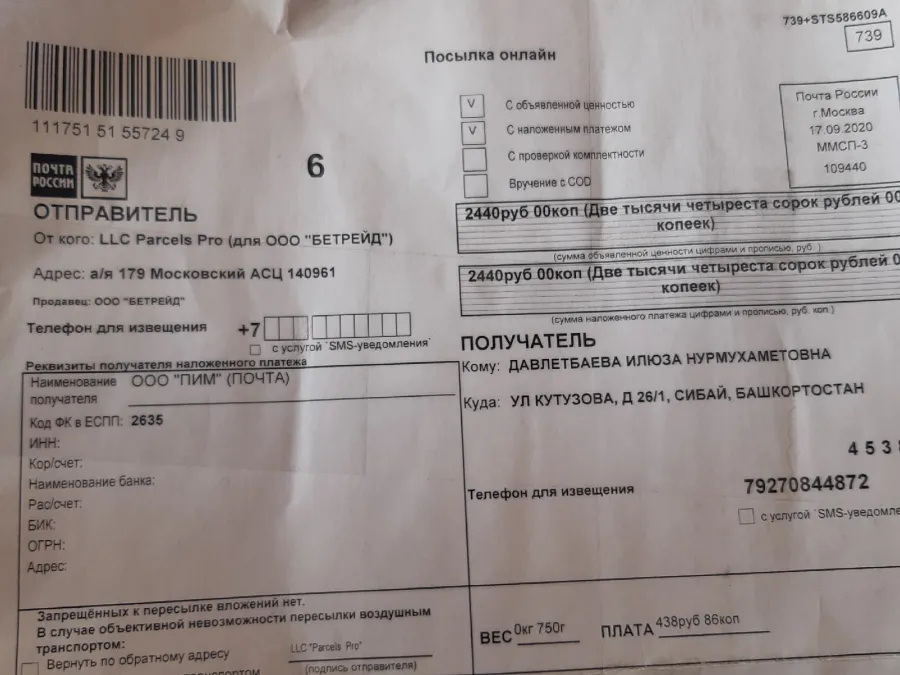 739+STS586609A
739
Посылка онлайн
111751 51 55724 9
ПОЧТА
РОССИИ
6
V С объявленной ценностью
V С наложенным платежом
С проверкой комплектности
Вручение с COD
Почта России
г.Москва
17.09.2020
ММСП-3
109440
ОТПРАВИТЕЛЬ
От кого: LLC Parcels Pro (для ООО "БЕТРЕЙД")
Адрес: а/я 179 Московский АСЦ 140961
Продавец: ООО "БЕТРЕЙД"
Телефон для извещения +7
с услугой "SMS-уведомления"
2440руб 00коп (Две тысячи четыреста сорок рублей 00
копеек)
(сумма объявленной ценности цифрами и прописью, руб.)
2440руб 00коп (Две тысячи четыреста сорок рублей 0
копеек)
(сумма наложенного платежа цифрами и прописью, руб. коп.)
Реквизиты получателя наложенного платежа
Наименование ООО "ПИМ" (ПОЧТА)
получателя
Код ФК в ЕСПП: 2635
ИНН:
Кор/счет:
Наименование банка:
Рас/счет:
БИК:
ОГРН:
Адрес:
ПОЛУЧАТЕЛЬ
Кому: ДАВЛЕТБАЕВА ИЛЮЗА НУРМУХАМЕТОВНА
Куда: УЛ КУТУЗОВА, Д 26/1, СИБАЙ, БАШКОРТОСТАН
4 5 3 8
Телефон для извещения 79270844872
с услугой "SMS-уведомле
Запрещённых к пересылке вложений нет.
В случае объективной невозможности пересылки воздушным
транспортом:
Вернуть по обратному адресу
LLC "Parcels Pro"
(подпись отправителя)
ВЕС 0кг 750г ПЛАТА 438руб 86коп